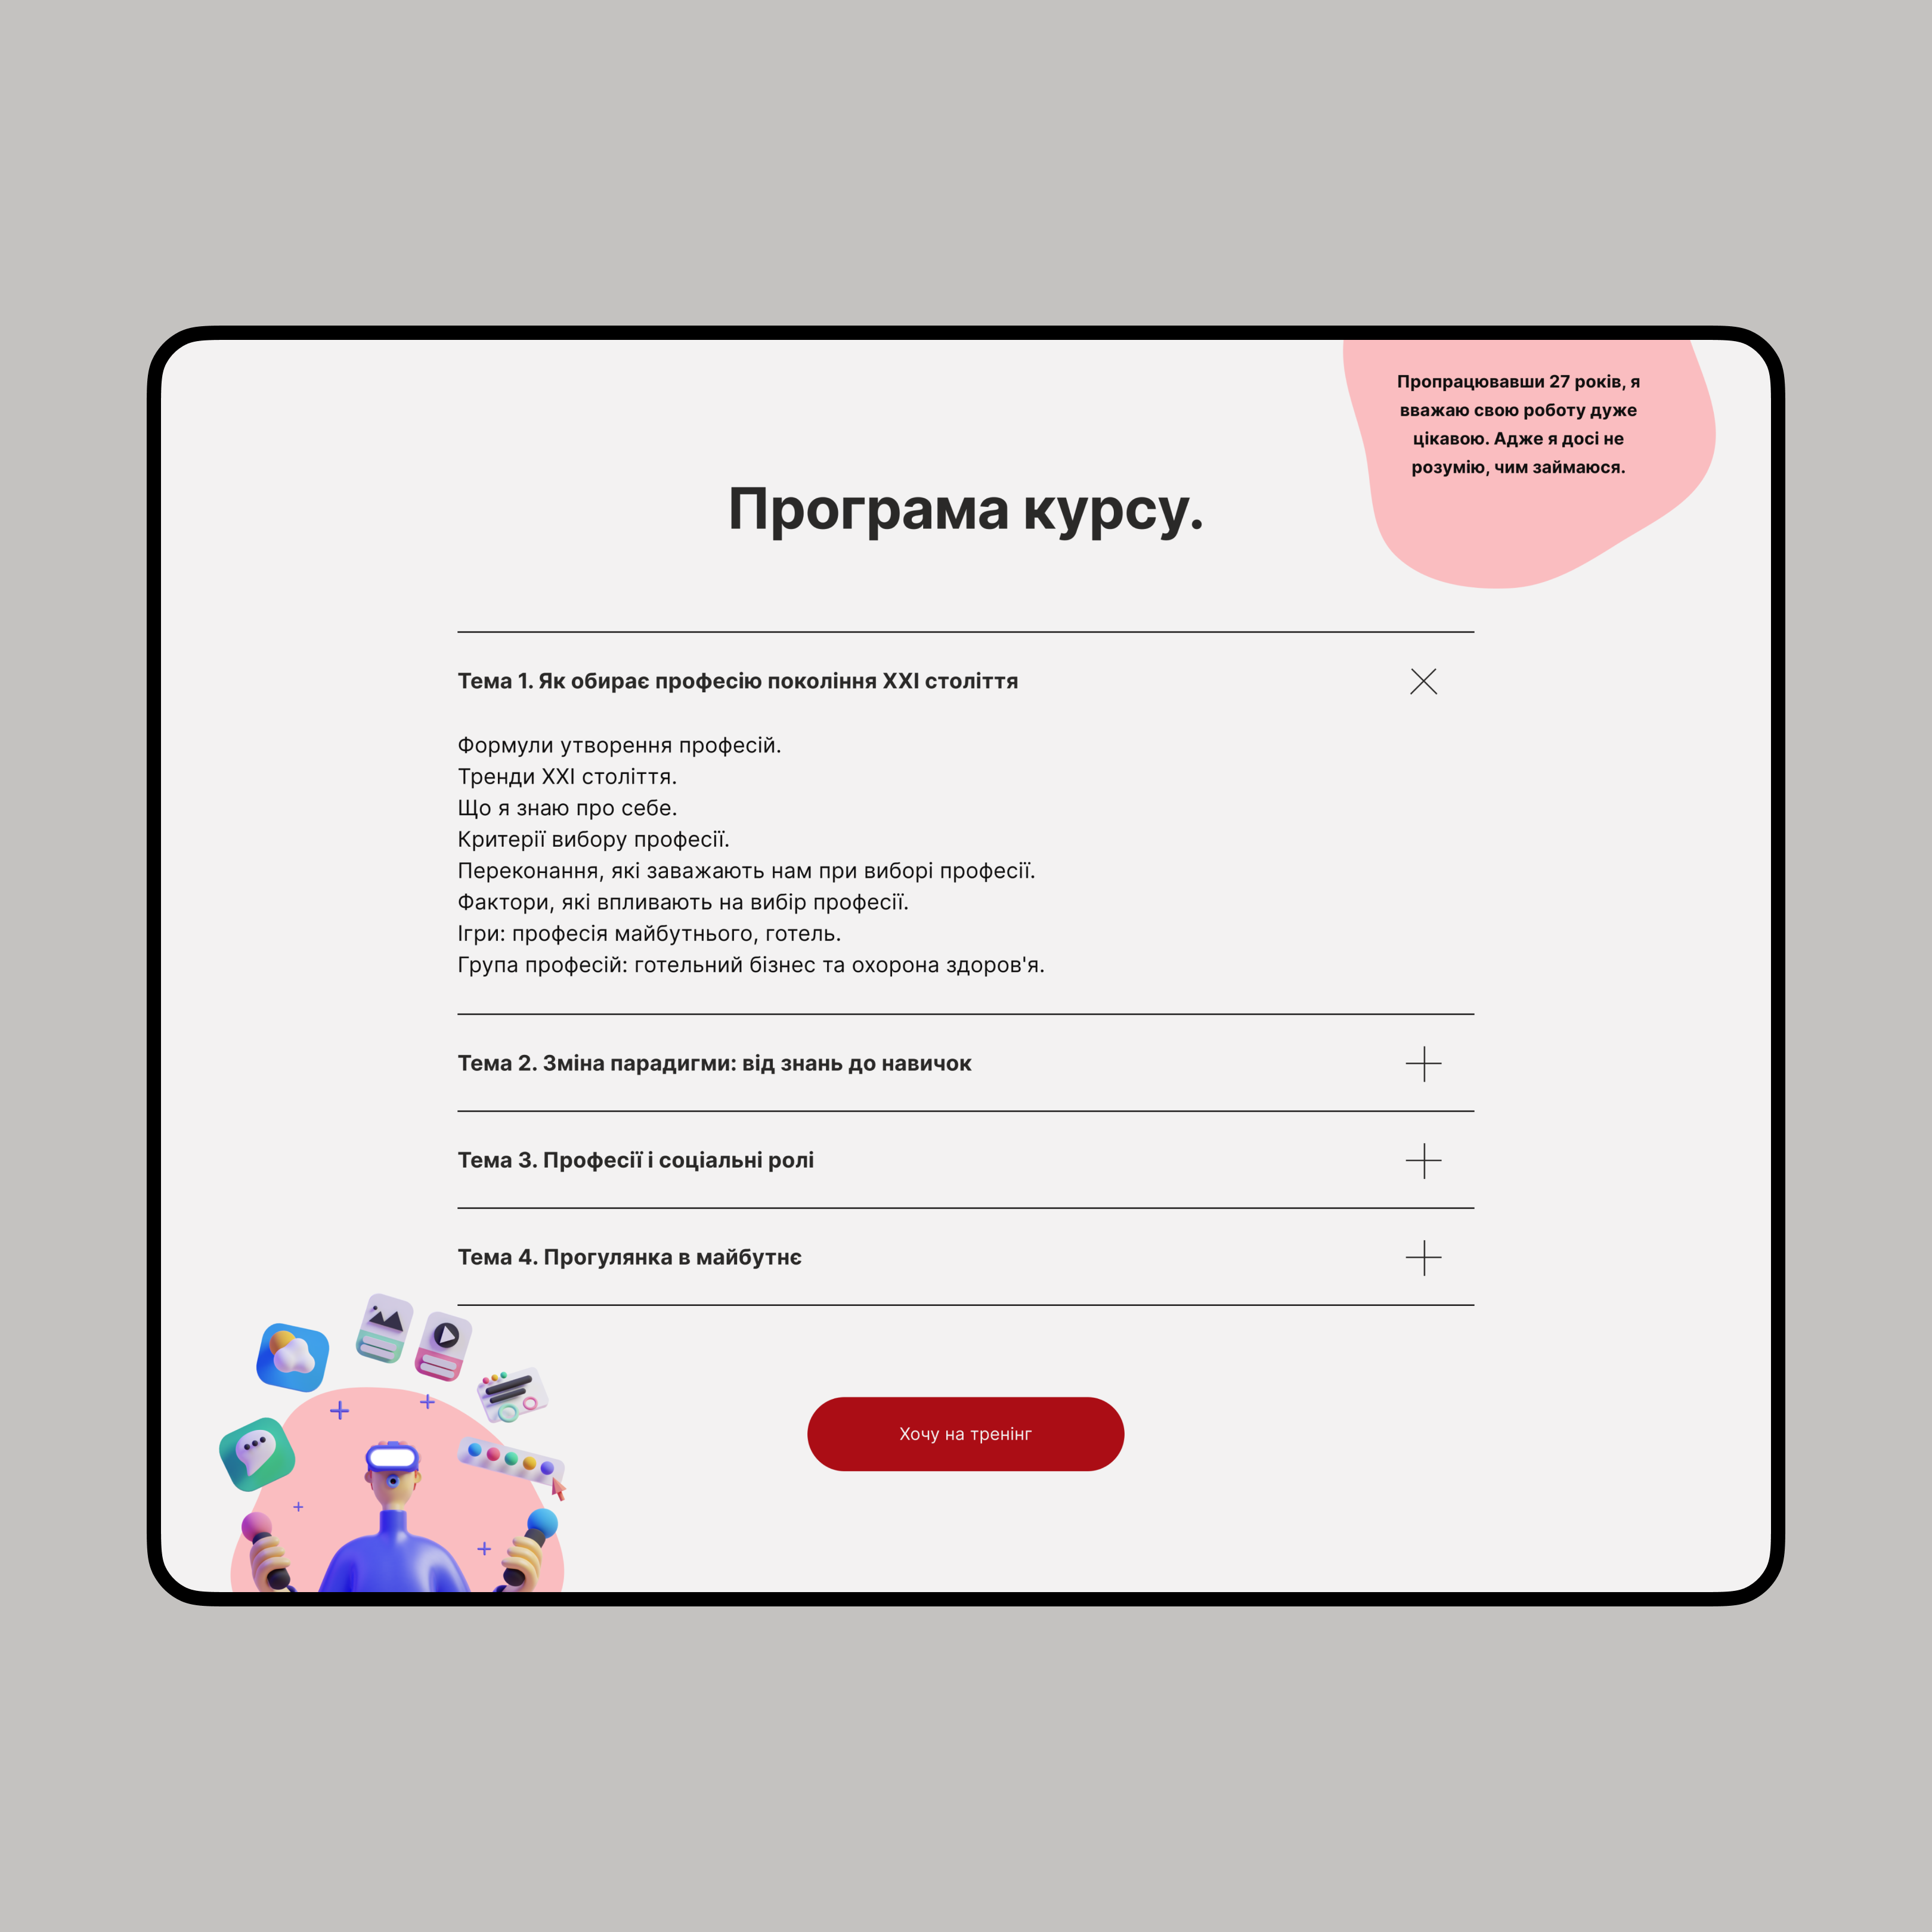 Пропрацювавши 27 років, я
вважаю свою роботу дуже
цікавою. Адже я досі не
розумію, чим займаюся.
Програма курсу.
Тема 1. Як обирає професію покоління XXI століття
Формули утворення професій.
Тренди XXI століття.
Що я знаю про себе.
Критерії вибору професії.
Переконання, які заважають нам при виборі професії.
Фактори, які впливають на вибір професії.
Ігри: професія майбутнього, готель.
Група професій: готельний бізнес та охорона здоров'я.
Тема 2. Зміна парадигми: від знань до навичок
Тема 3. Професії і соціальні ролі
Тема 4. Прогулянка в майбутнє
Хочу на тренінг